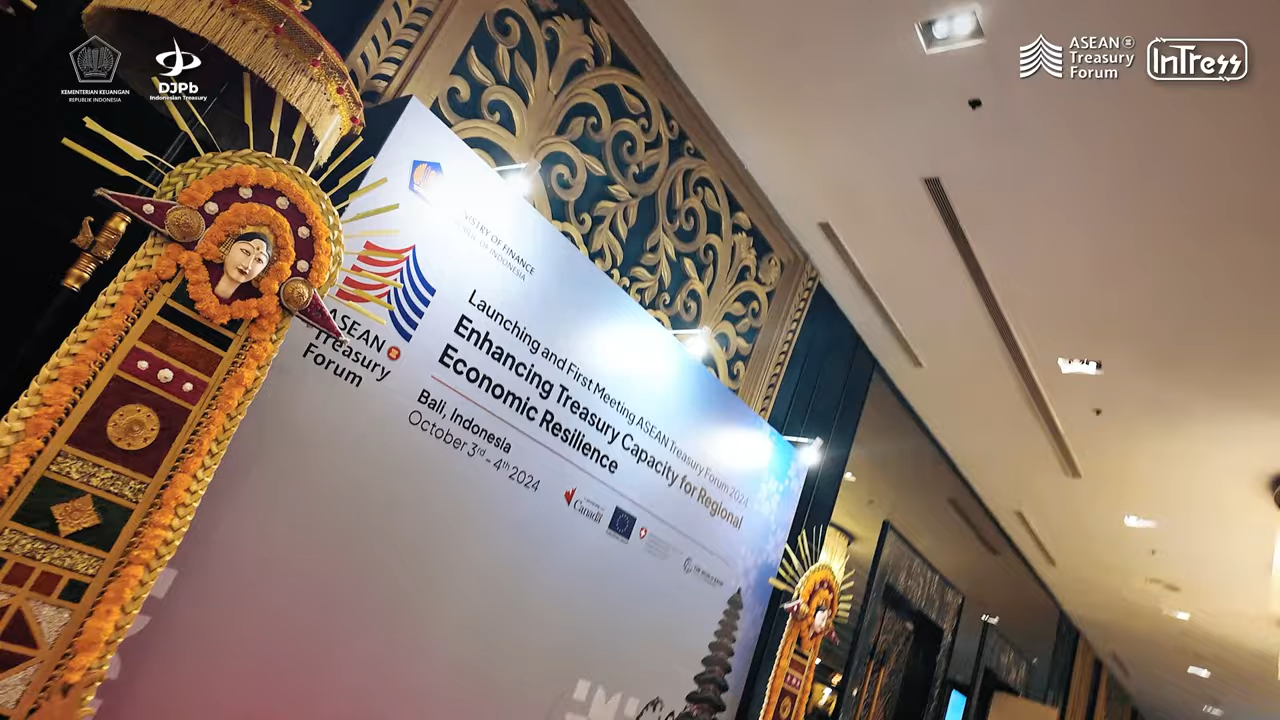 KEMENTERIAN KEUANGAN
REPUBLIK INDONESIA
DJPb
Indonesian Treasury
ASEAN
Treasury
Forum
InTress
MINISTRY OF FINANCE
OF INDONESIA
ASEAN
Treasury
Forum
Launching and First Meeting ASEAN Treasury Forum 2024
Enhancing Treasury Capacity for Regional
Economic Resilience
Bali, Indonesia
October 3rd – 4th 2024
Canada